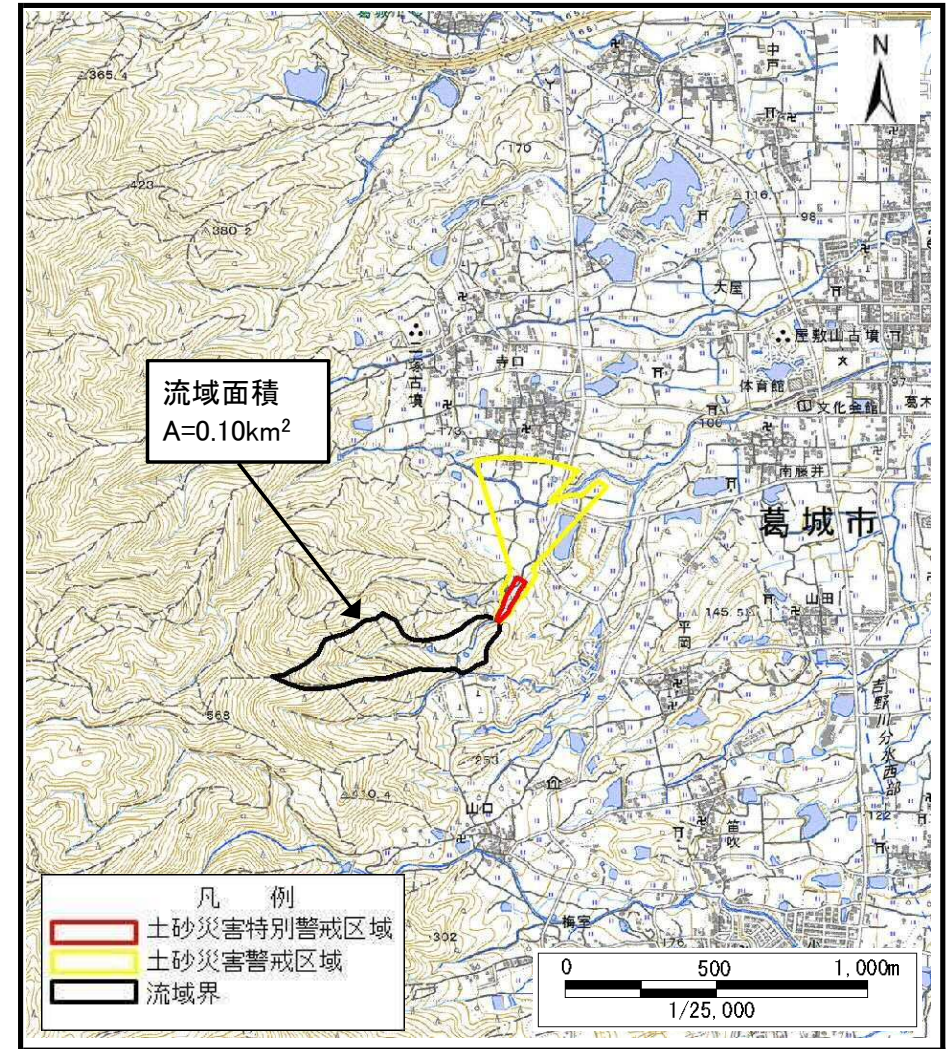 N
中戸
365.4
170
423
380.2
116
98
大屋
屋敷山古墳
二塚古墳
寺口
体育館
文化会館
流域面積
A=0.10km²
173
100
97
南藤井
葛城市
145.5
山田
平岡
568
吉野川分水西部
253
山口
笛吹
122
梅室
302
176
凡 例
土砂災害特別警戒区域
土砂災害警戒区域
流域界
0 500 1,000m
1/25,000